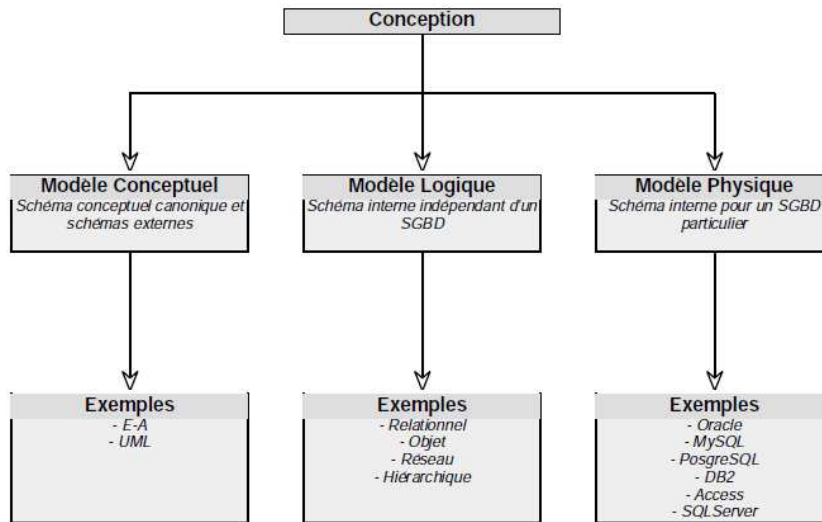 Conception
Modèle Conceptuel
Schéma conceptuel canonique et
schémas externes
Modèle Logique
Schéma interne indépendant d'un
SGBD
Modèle Physique
Schéma interne pour un SGBD
particulier
Exemples
- E-A
- UML
Exemples
- Relationnel
- Objet
- Réseau
- Hiérarchique
Exemples
- Oracle
- MySQL
- PosgreSQL
- DB2
- Access
- SQLServer